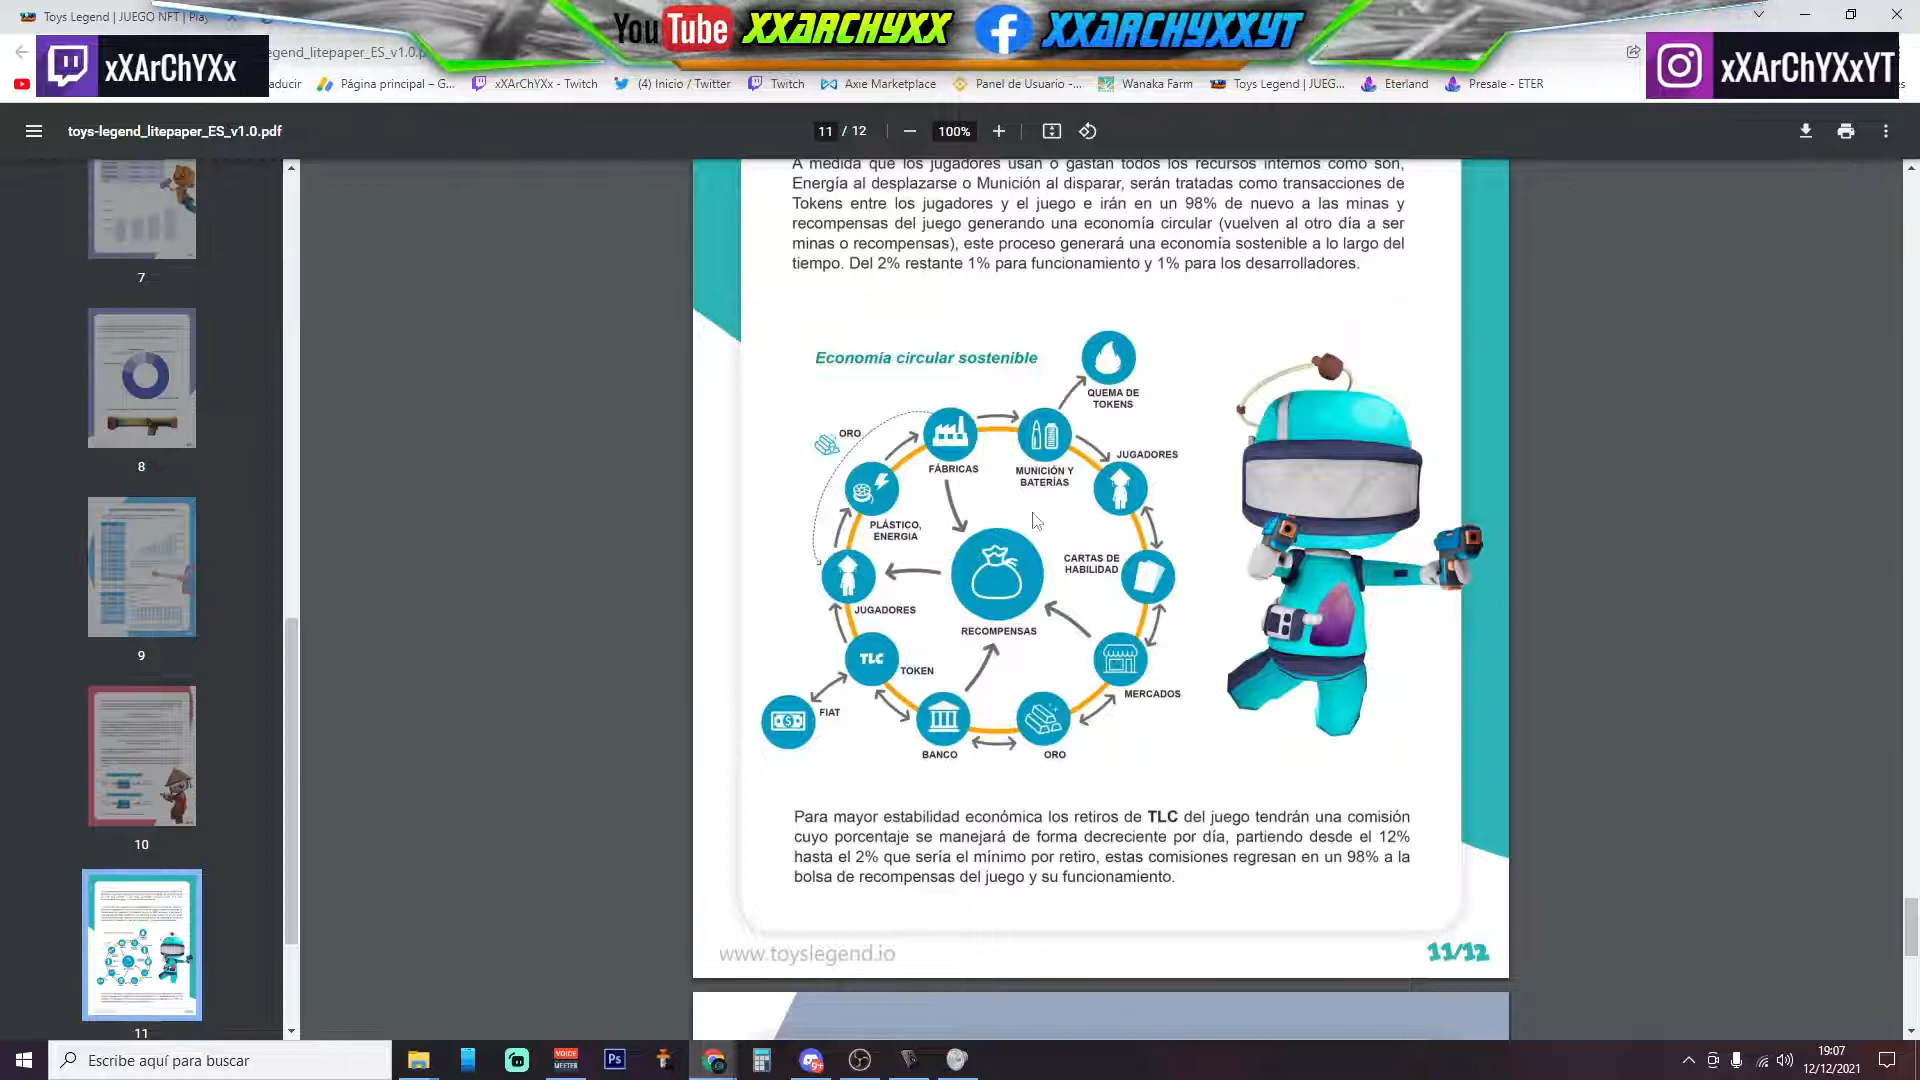 Toys Legend | JUEGO NFT | Play
You Tube xXARCHYXX
xXARCHYXXYT
xXArChYXx
gend_litepaper_ES_v1.0.p
xXArChYXxYT
aducir
Página principal – G...
xXArChYXx - Twitch
(4) Inicio / Twitter
Twitch
Axie Marketplace
Panel de Usuario -...
Wanaka Farm
Toys Legend | JUEG...
Eterland
Presale - ETER
toys-legend_litepaper_ES_v1.0.pdf
11 / 12
100%
7
8
9
10
11
A medida que los jugadores usan o gastan todos los recursos internos como son,
Energía al desplazarse o Munición al disparar, serán tratadas como transacciones de
Tokens entre los jugadores y el juego e irán en un 98% de nuevo a las minas y
recompensas del juego generando una economía circular (vuelven al otro día a ser
minas o recompensas), este proceso generará una economía sostenible a lo largo del
tiempo. Del 2% restante 1% para funcionamiento y 1% para los desarrolladores.
Economía circular sostenible
QUEMA DE
TOKENS
ORO
FÁBRICAS
MUNICIÓN Y
BATERÍAS
JUGADORES
PLÁSTICO,
ENERGIA
CARTAS DE
HABILIDAD
JUGADORES
RECOMPENSAS
TLC
TOKEN
MERCADOS
FIAT
BANCO
ORO
Para mayor estabilidad económica los retiros de TLC del juego tendrán una comisión
cuyo porcentaje se manejará de forma decreciente por día, partiendo desde el 12%
hasta el 2% que sería el mínimo por retiro, estas comisiones regresan en un 98% a la
bolsa de recompensas del juego y su funcionamiento.
www.toyslegend.io
11/12
Escribe aquí para buscar
VOICE
MEETER
Ps
19:07
12/12/2021